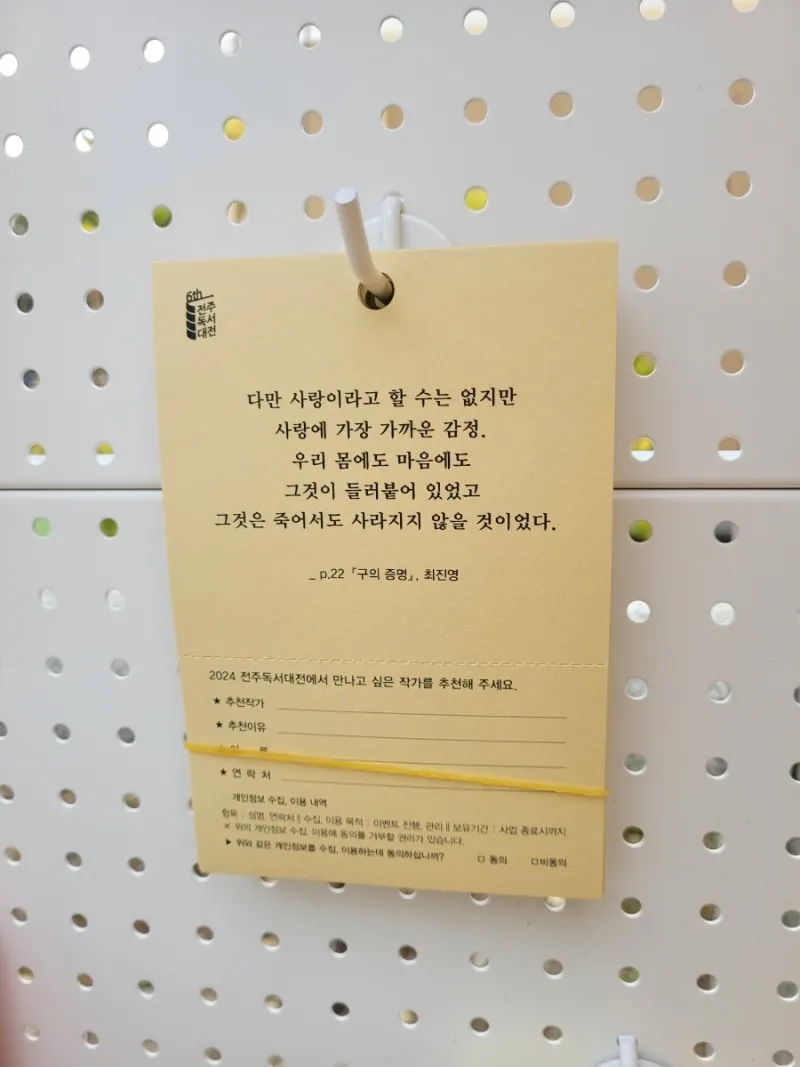 6th
전주
독서
대전
다만 사랑이라고 할 수는 없지만
사랑에 가장 가까운 감정.
우리 몸에도 마음에도
그것이 들러붙어 있었고
그것은 죽어서도 사라지지 않을 것이었다.
_ p.22 『구의 증명』, 최진영
2024 전주독서대전에서 만나고 싶은 작가를 추천해 주세요.
★ 추천작가
★ 추천이유
★ 연 락 처
개인정보 수집, 이용 내역
항목 : 성명, 연락처 ‖ 수집, 이용 목적 : 이벤트 진행, 관리 ‖ 보유기간 : 사업 종료시까지
※ 위의 개인정보 수집, 이용에 동의를 거부할 권리가 있습니다.
▶ 위와 같은 개인정보를 수집, 이용하는데 동의하십니까? □ 동의 □ 비동의